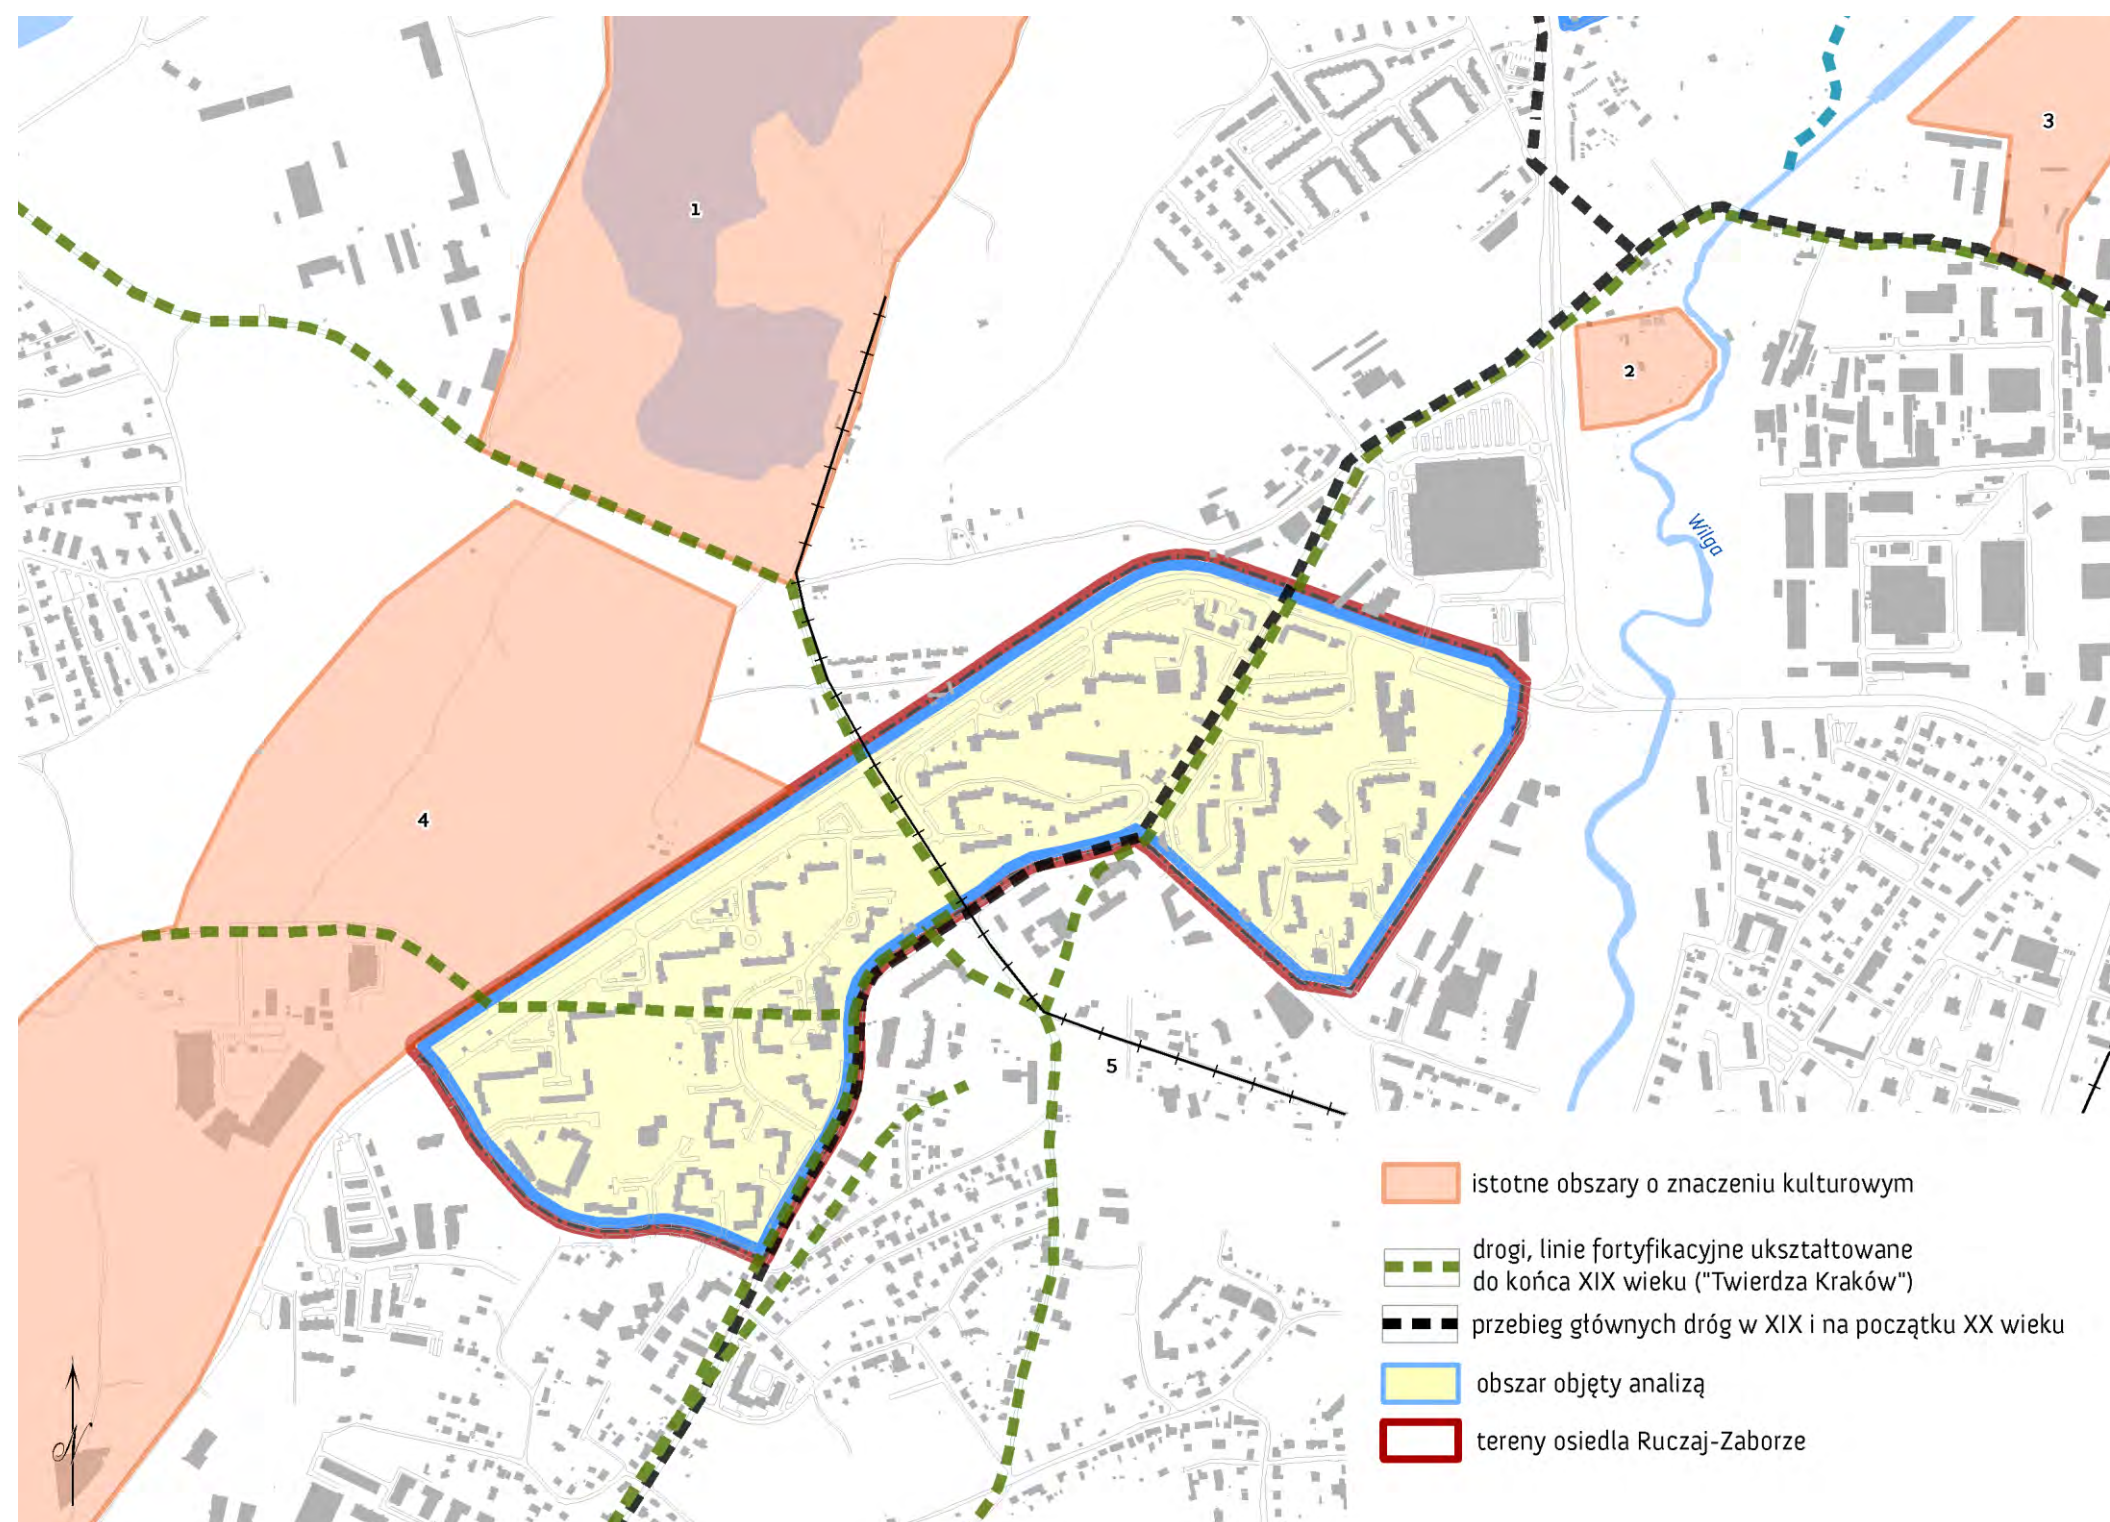 1
3
2
Wilga
4
5
N
istotne obszary o znaczeniu kulturowym
drogi, linie fortyfikacyjne ukształtowane
do końca XIX wieku ("Twierdza Kraków")
przebieg głównych dróg w XIX i na początku XX wieku
obszar objęty analizą
tereny osiedla Ruczaj-Zaborze